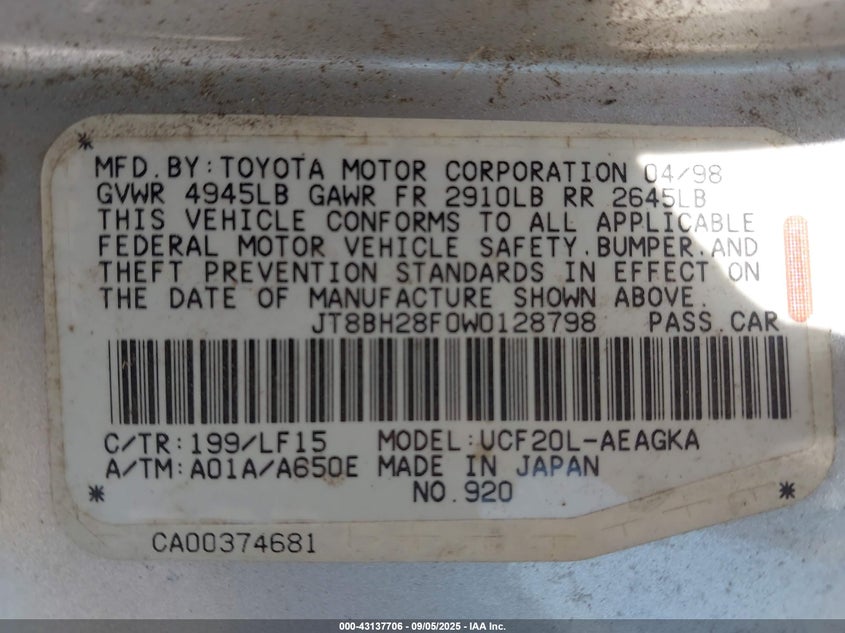 MFD.BY:TOYOTA MOTOR CORPORATION 04/98
GVWR 4945LB GAWR FR 2910LB RR 2645LB
THIS VEHICLE CONFORMS TO ALL APPLICABLE
FEDERAL MOTOR VEHICLE SAFETY,BUMPER,AND
THEFT PREVENTION STANDARDS IN EFFECT ON
THE DATE OF MANUFACTURE SHOWN ABOVE.
JT8BH28F0W0128798 PASS.CAR
C/TR:199/LF15 MODEL:UCF20L-AEAGKA
A/TM:A01A/A650E MADE IN JAPAN
NO.920
CA00374681
000-43137706 - 09/05/2025 - IAA Inc.